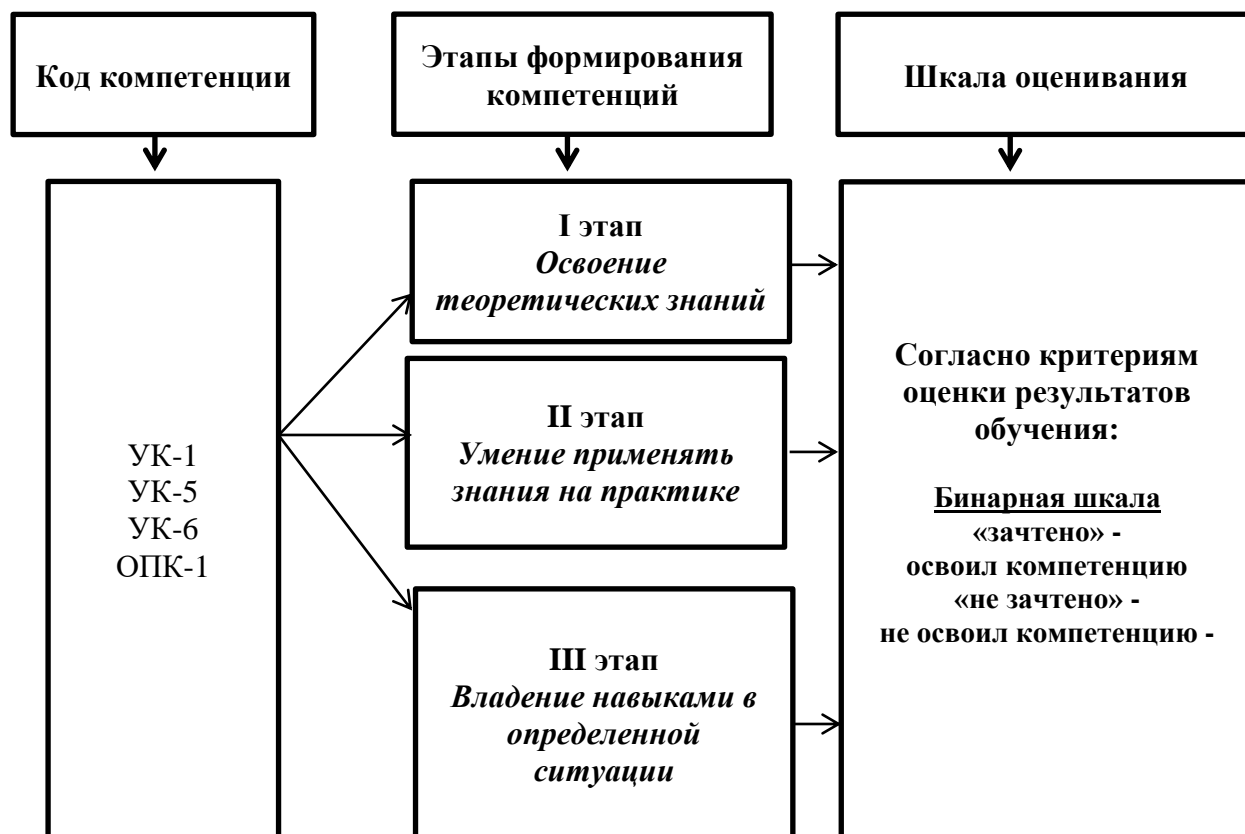 Код компетенции
Этапы формирования
компетенций
Шкала оценивания
УК-1
УК-5
УК-6
ОПК-1
I этап
Освоение
теоретических знаний
II этап
Умение применять
знания на практике
III этап
Владение навыками в
определенной
ситуации
Согласно критериям
оценки результатов
обучения:
Бинарная шкала
«зачтено» -
освоил компетенцию
«не зачтено» -
не освоил компетенцию -